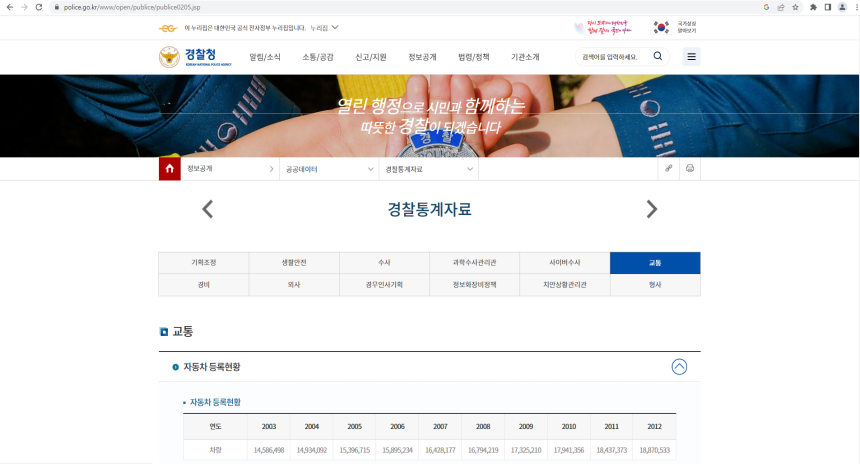 police.go.kr/www/open/publice/publice0205.jsp
이 누리집은 대한민국 공식 전자정부 누리집입니다. 누리집
국가상징
알아보기
경찰청
KOREAN NATIONAL POLICE AGENCY
알림/소식 소통/공감 신고/지원 정보공개 법령/정책 기관소개 검색어를 입력하세요.
열린 행정으로 시민과 함께하는
따뜻한 경찰이 되겠습니다
경찰
POLICE
정보공개 공공데이터 경찰통계자료
경찰통계자료
기획조정 생활안전 수사 과학수사관리관 사이버수사 교통
경비 외사 경무인사기획 정보화장비정책 치안상황관리관 형사
교통
자동차 등록현황
자동차 등록현황
연도 2003 2004 2005 2006 2007 2008 2009 2010 2011 2012
차량 14,586,498 14,934,092 15,396,715 15,895,234 16,428,177 16,794,219 17,325,210 17,941,356 18,437,373 18,870,533